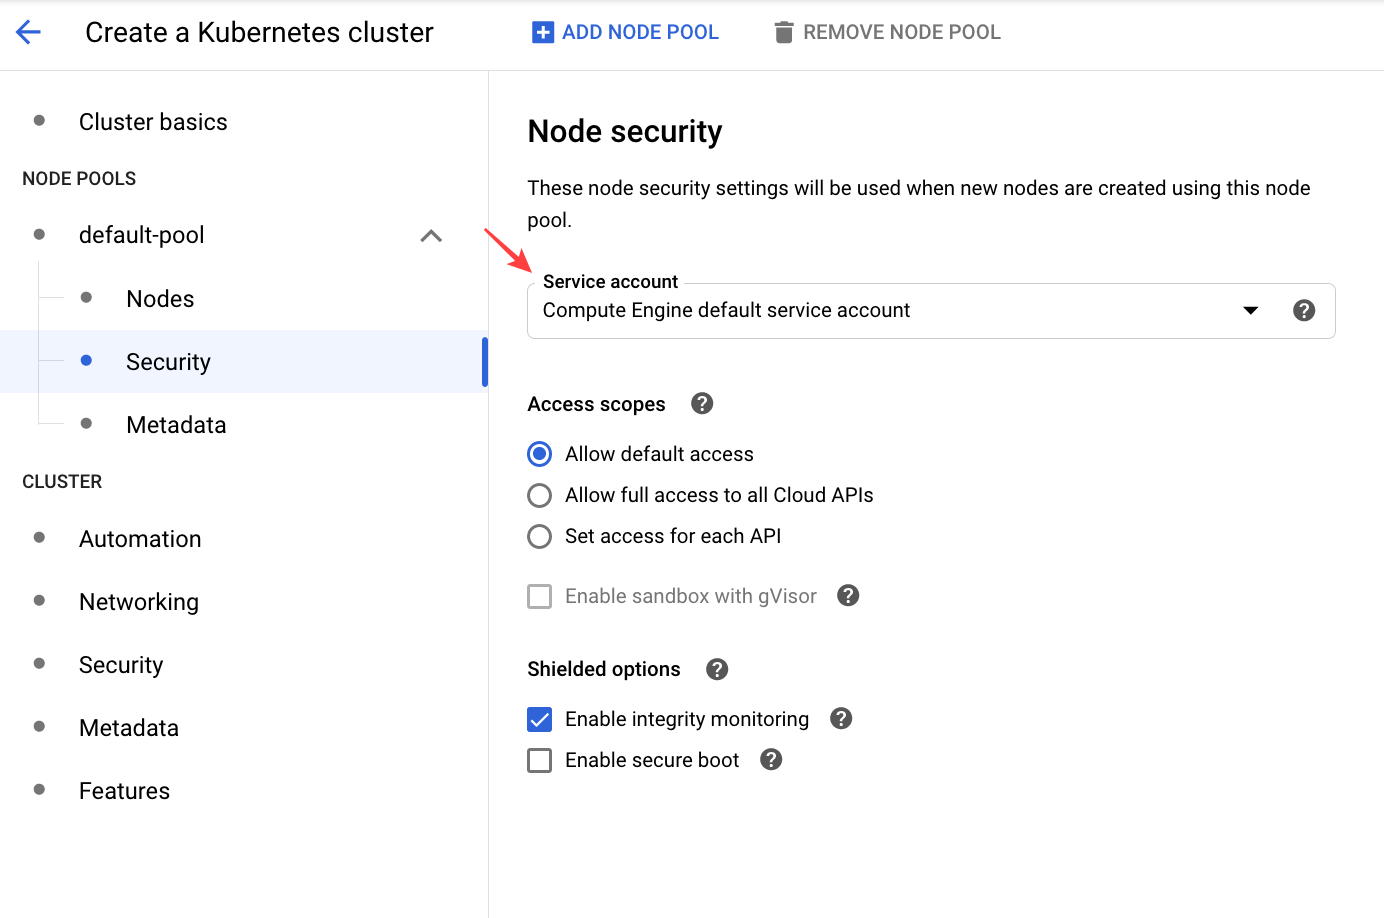 Create a Kubernetes cluster
ADD NODE POOL
REMOVE NODE POOL
Cluster basics
NODE POOLS
default-pool
Nodes
Security
Metadata
CLUSTER
Automation
Networking
Security
Metadata
Features
Node security
These node security settings will be used when new nodes are created using this node
pool.
Service account
Compute Engine default service account
Access scopes
Allow default access
Allow full access to all Cloud APIs
Set access for each API
Enable sandbox with gVisor
Shielded options
Enable integrity monitoring
Enable secure boot